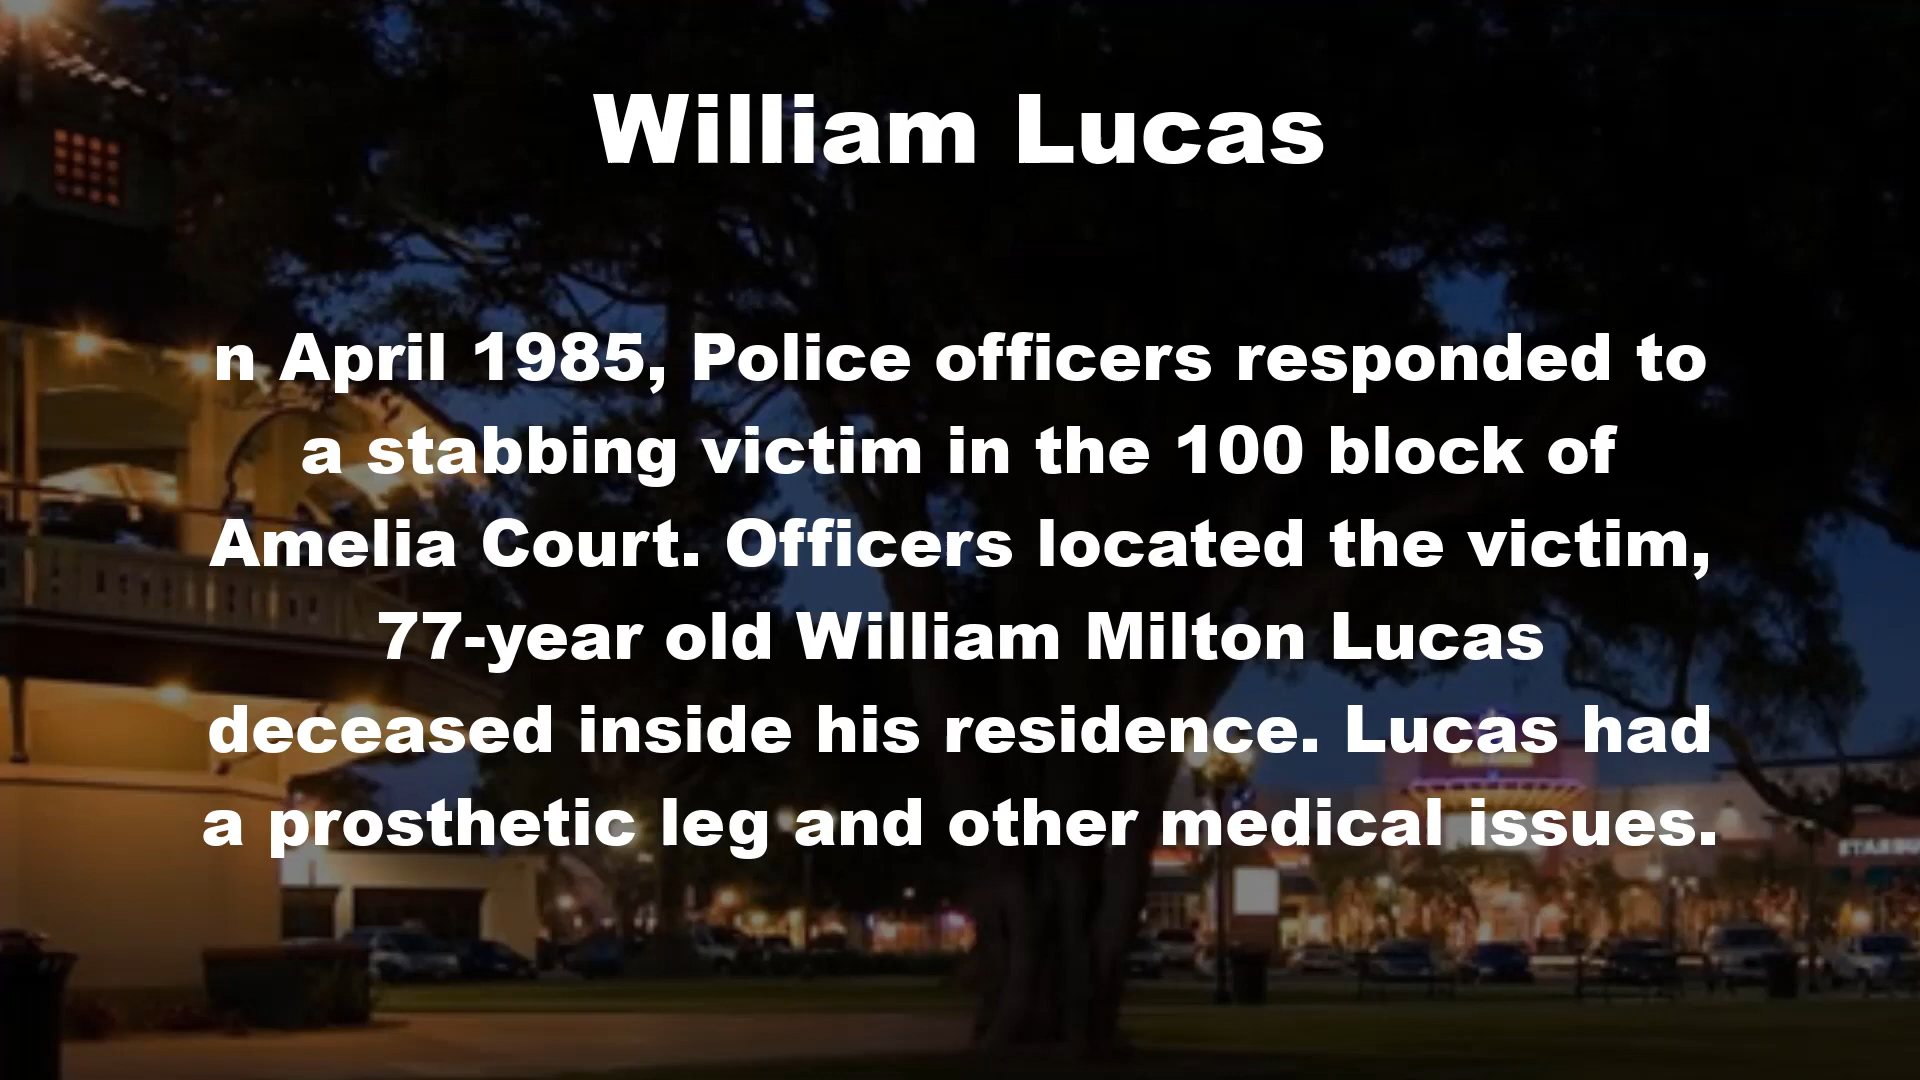 William Lucas
n April 1985, Police officers responded to
a stabbing victim in the 100 block of
Amelia Court. Officers located the victim,
77-year old William Milton Lucas
deceased inside his residence. Lucas had
a prosthetic leg and other medical issues.